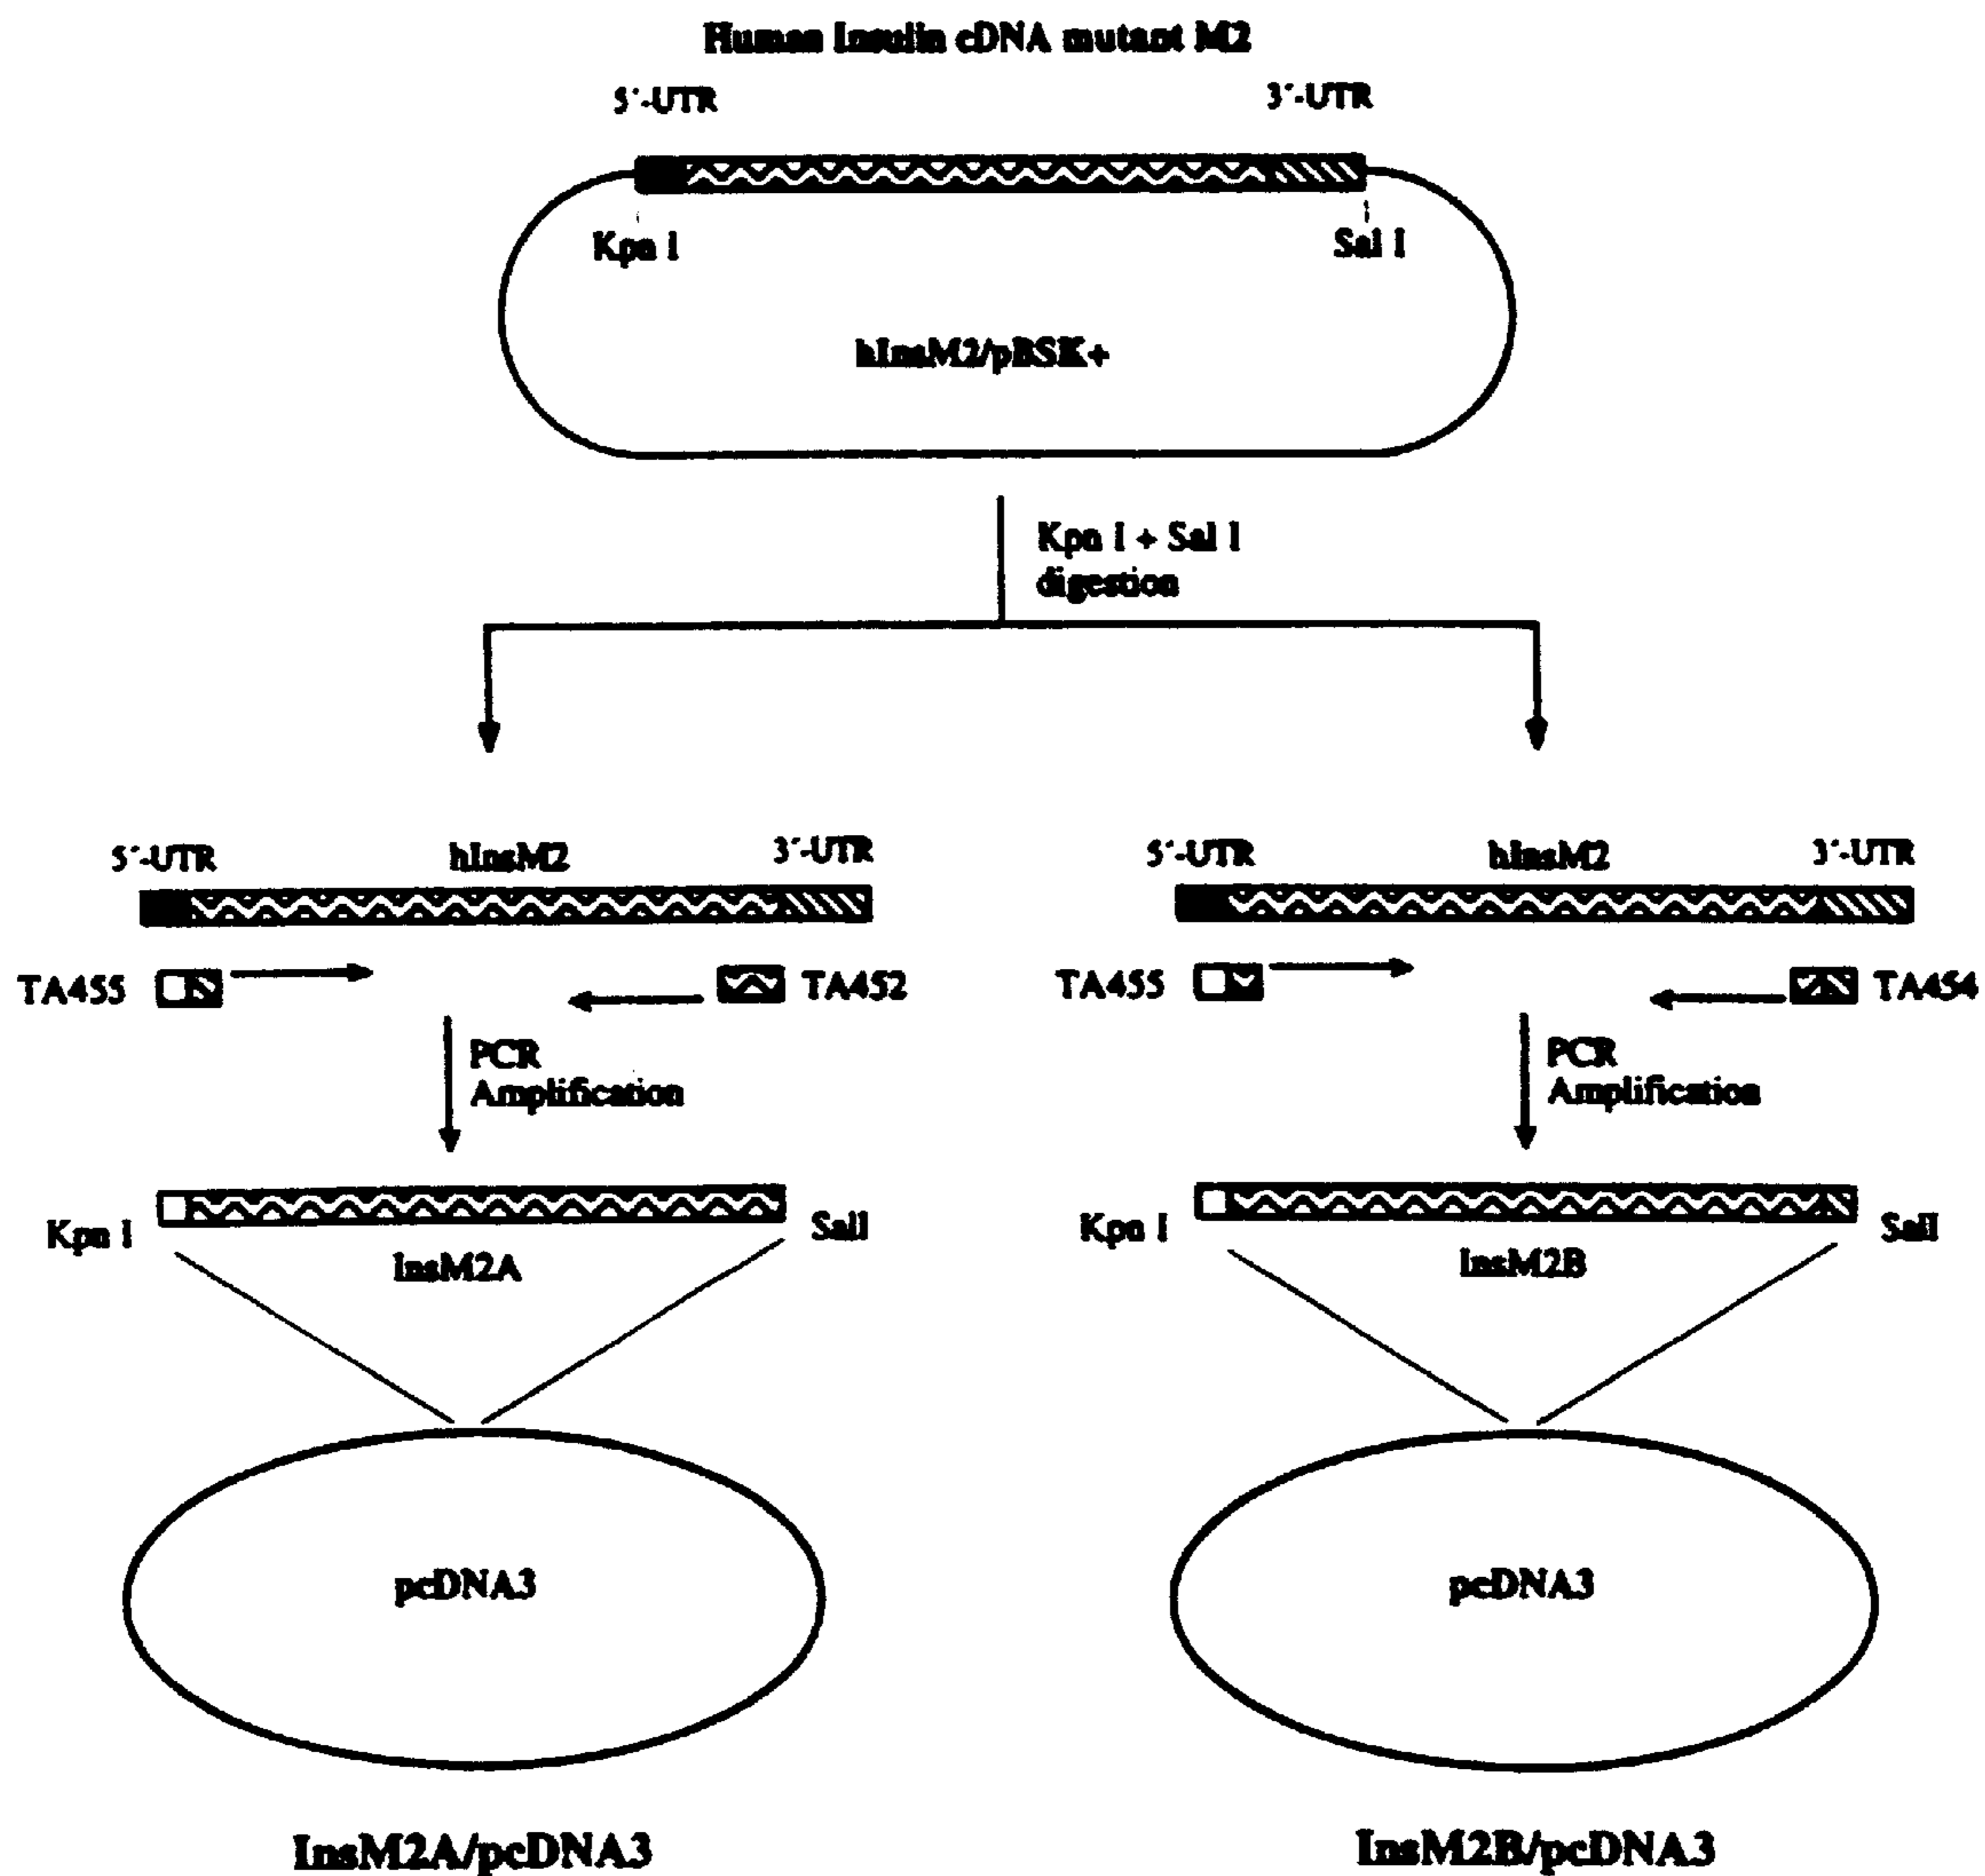 Human Insulin cDNA mutant M2
5'-UTR 3'-UTR
Kpn I Sal I
hInsM2/pBSK+
Kpn I + Sal I
digestion
5'-UTR hInsM2 3'-UTR 5'-UTR hInsM2 3'-UTR
TA455 TA452 TA455 TA454
PCR PCR
Amplification Amplification
Kpn I SalI Kpn I SalI
InsM2A InsM2B
pcDNA3 pcDNA3
InsM2A/pcDNA3 InsM2B/pcDNA3